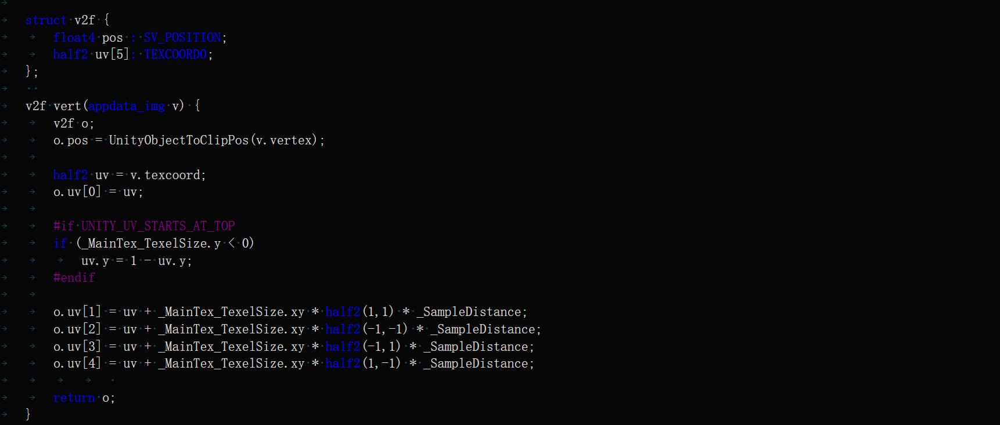 struct v2f {
float4 pos : SV_POSITION;
half2 uv[5]: TEXCOORD0;
};
v2f vert(appdata_img v) {
v2f o;
o.pos = UnityObjectToClipPos(v.vertex);
half2 uv = v.texcoord;
o.uv[0] = uv;
#if UNITY_UV_STARTS_AT_TOP
if (_MainTex_TexelSize.y < 0)
uv.y = 1 - uv.y;
#endif
o.uv[1] = uv + _MainTex_TexelSize.xy * half2(1,1) * _SampleDistance;
o.uv[2] = uv + _MainTex_TexelSize.xy * half2(-1,-1) * _SampleDistance;
o.uv[3] = uv + _MainTex_TexelSize.xy * half2(-1,1) * _SampleDistance;
o.uv[4] = uv + _MainTex_TexelSize.xy * half2(1,-1) * _SampleDistance;
return o;
}